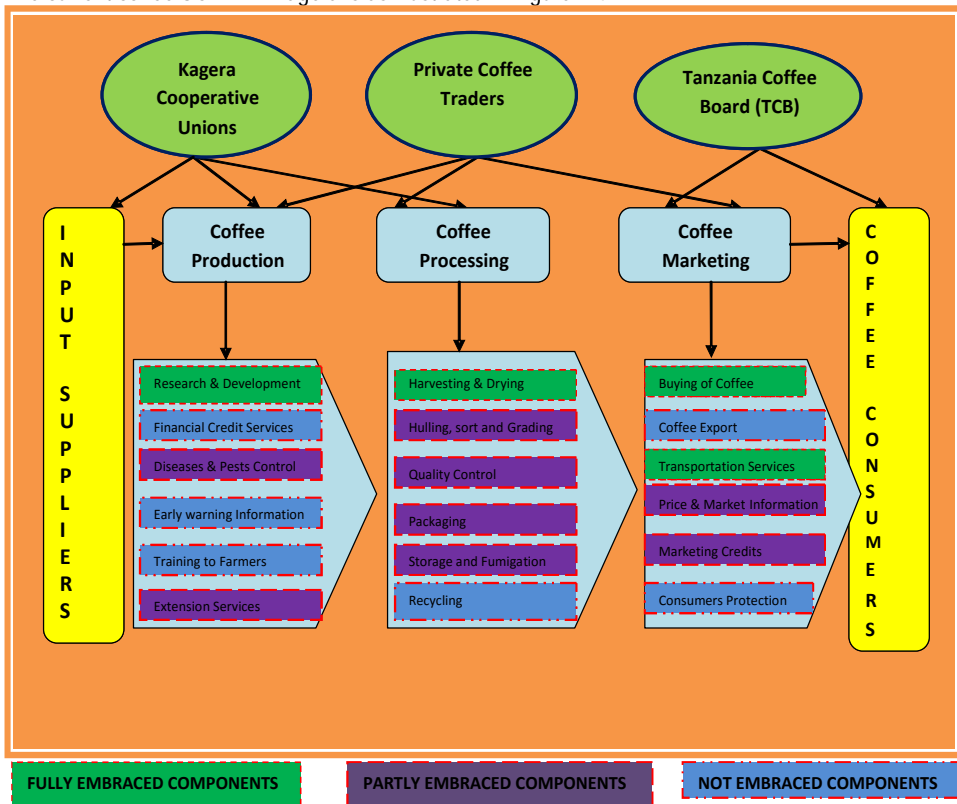 Kagera
Cooperative
Unions
Private Coffee
Traders
Tanzania Coffee
Board (TCB)
INPUT SUPPLIERS
Coffee
Production
Coffee
Processing
Coffee
Marketing
COFFEE CONSUMERS
Research & Development
Financial Credit Services
Diseases & Pests Control
Early warning Information
Training to Farmers
Extension Services
Harvesting & Drying
Hulling, sort and Grading
Quality Control
Packaging
Storage and Fumigation
Recycling
Buying of Coffee
Coffee Export
Transportation Services
Price & Market Information
Marketing Credits
Consumers Protection
FULLY EMBRACED COMPONENTS
PARTLY EMBRACED COMPONENTS
NOT EMBRACED COMPONENTS